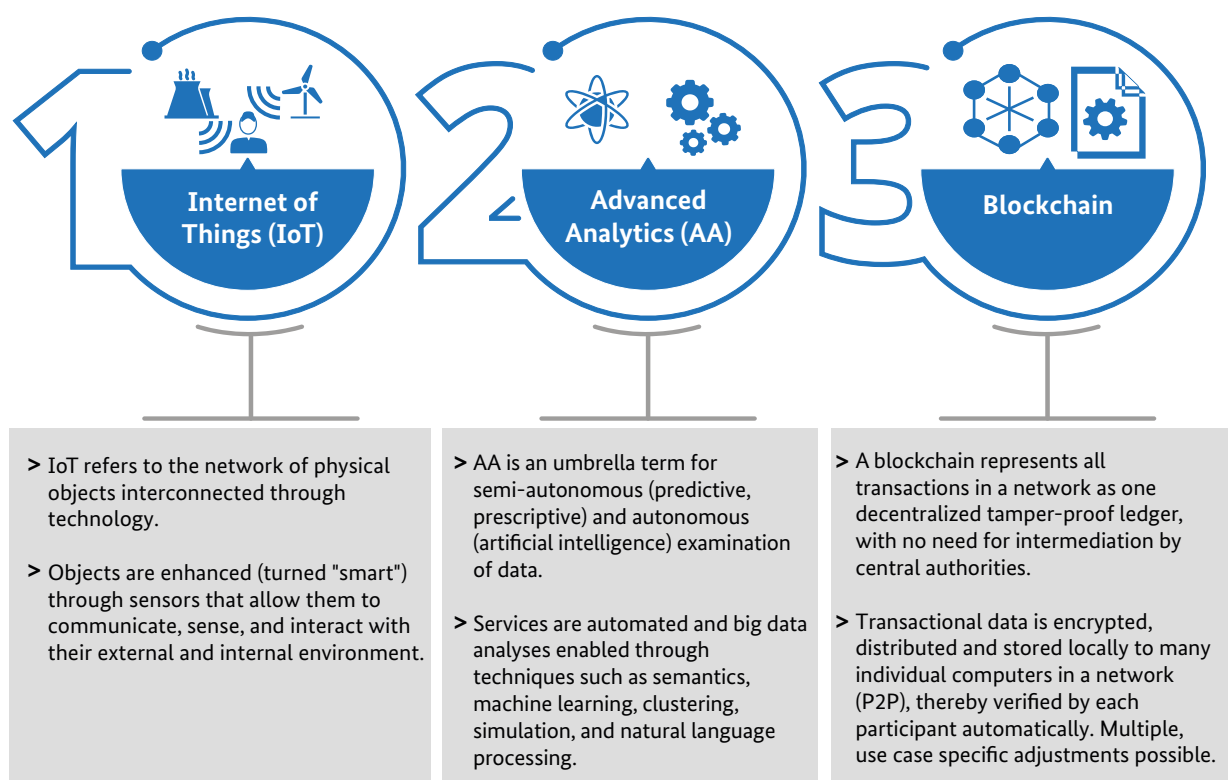 1
Internet of
Things (IoT)
> IoT refers to the network of physical
objects interconnected through
technology.
> Objects are enhanced (turned "smart")
through sensors that allow them to
communicate, sense, and interact with
their external and internal environment.
2
Advanced
Analytics (AA)
> AA is an umbrella term for
semi-autonomous (predictive,
prescriptive) and autonomous
(artificial intelligence) examination
of data.
> Services are automated and big data
analyses enabled through
techniques such as semantics,
machine learning, clustering,
simulation, and natural language
processing.
3
Blockchain
> A blockchain represents all
transactions in a network as one
decentralized tamper-proof ledger,
with no need for intermediation by
central authorities.
> Transactional data is encrypted,
distributed and stored locally to many
individual computers in a network
(P2P), thereby verified by each
participant automatically. Multiple,
use case specific adjustments possible.